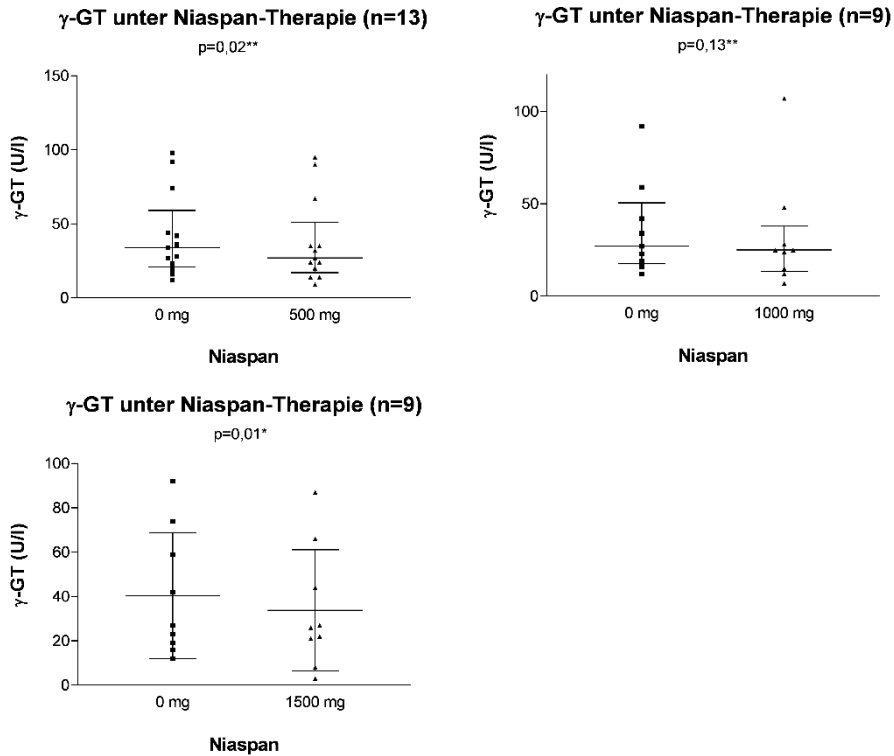 γ-GT unter Niaspan-Therapie (n=13)
p=0,02**
150
100
50
0
γ-GT (U/l)
0 mg
500 mg
Niaspan
γ-GT unter Niaspan-Therapie (n=9)
p=0,13**
100
50
0
γ-GT (U/l)
0 mg
1000 mg
Niaspan
γ-GT unter Niaspan-Therapie (n=9)
p=0,01*
100
80
60
40
20
0
γ-GT (U/l)
0 mg
1500 mg
Niaspan